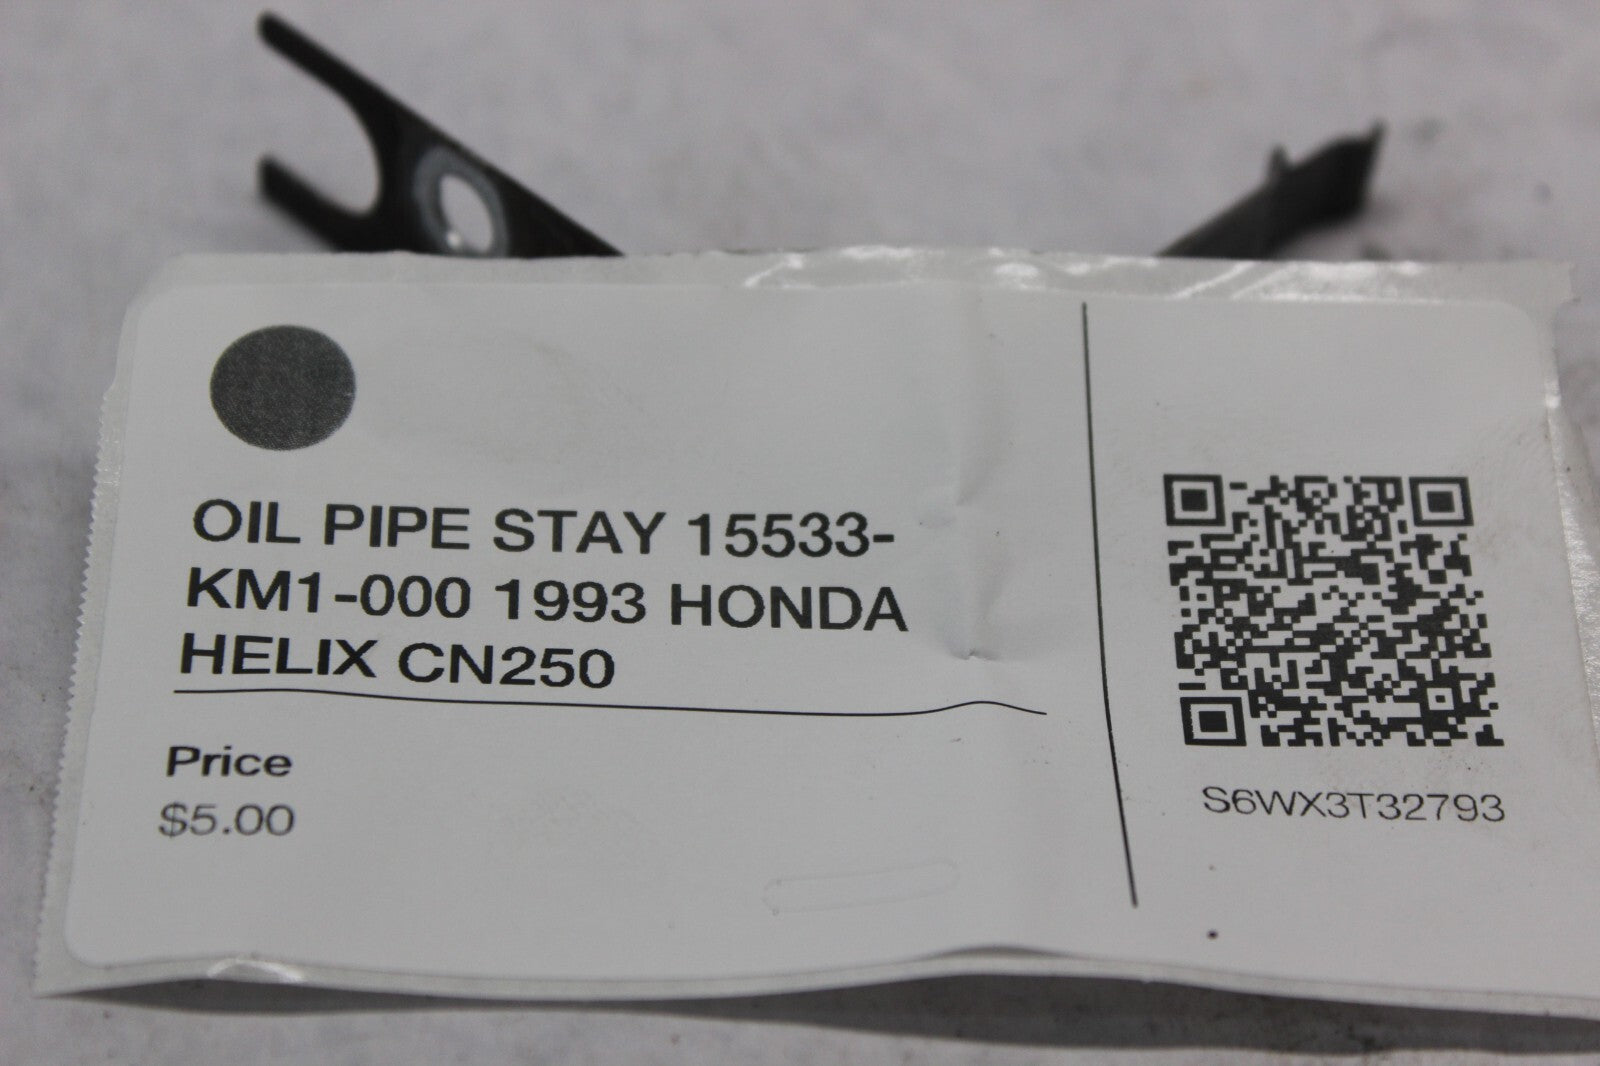 OIL PIPE STAY 15533-
KM1-000 1993 HONDA
HELIX CN250
Price
$5.00
S6WX3T32793